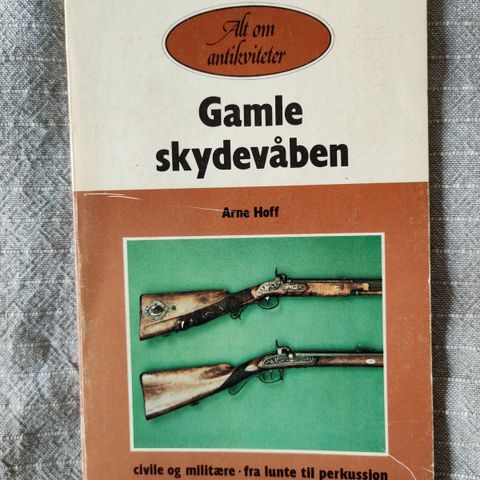 Alt om
antikviteter
Gamle
skydevåben
Arne Hoff
civile og militære · fra lunte til perkussion